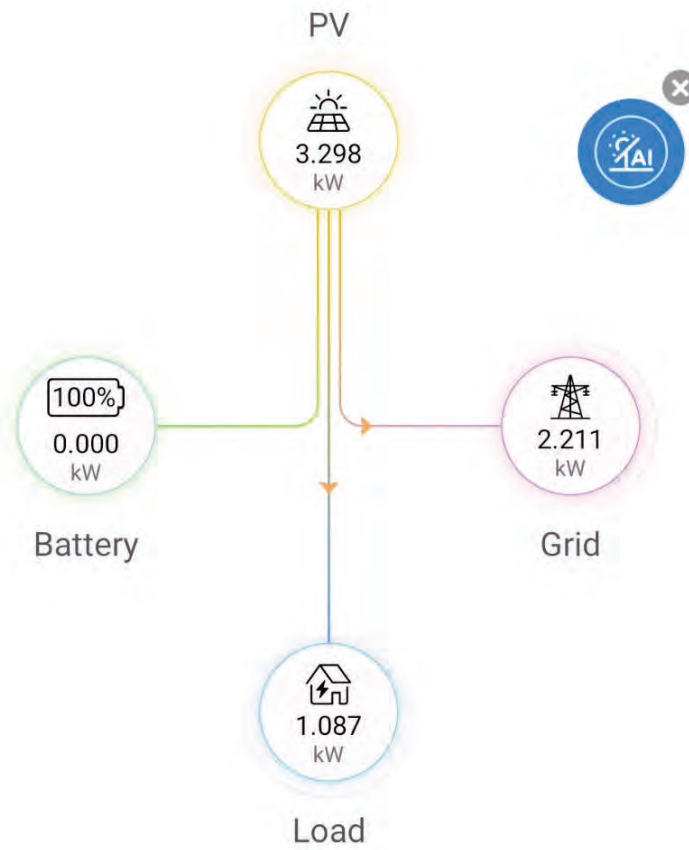 PV
3.298
kW
AI
100%
0.000
kW
Battery
2.211
kW
Grid
1.087
kW
Load